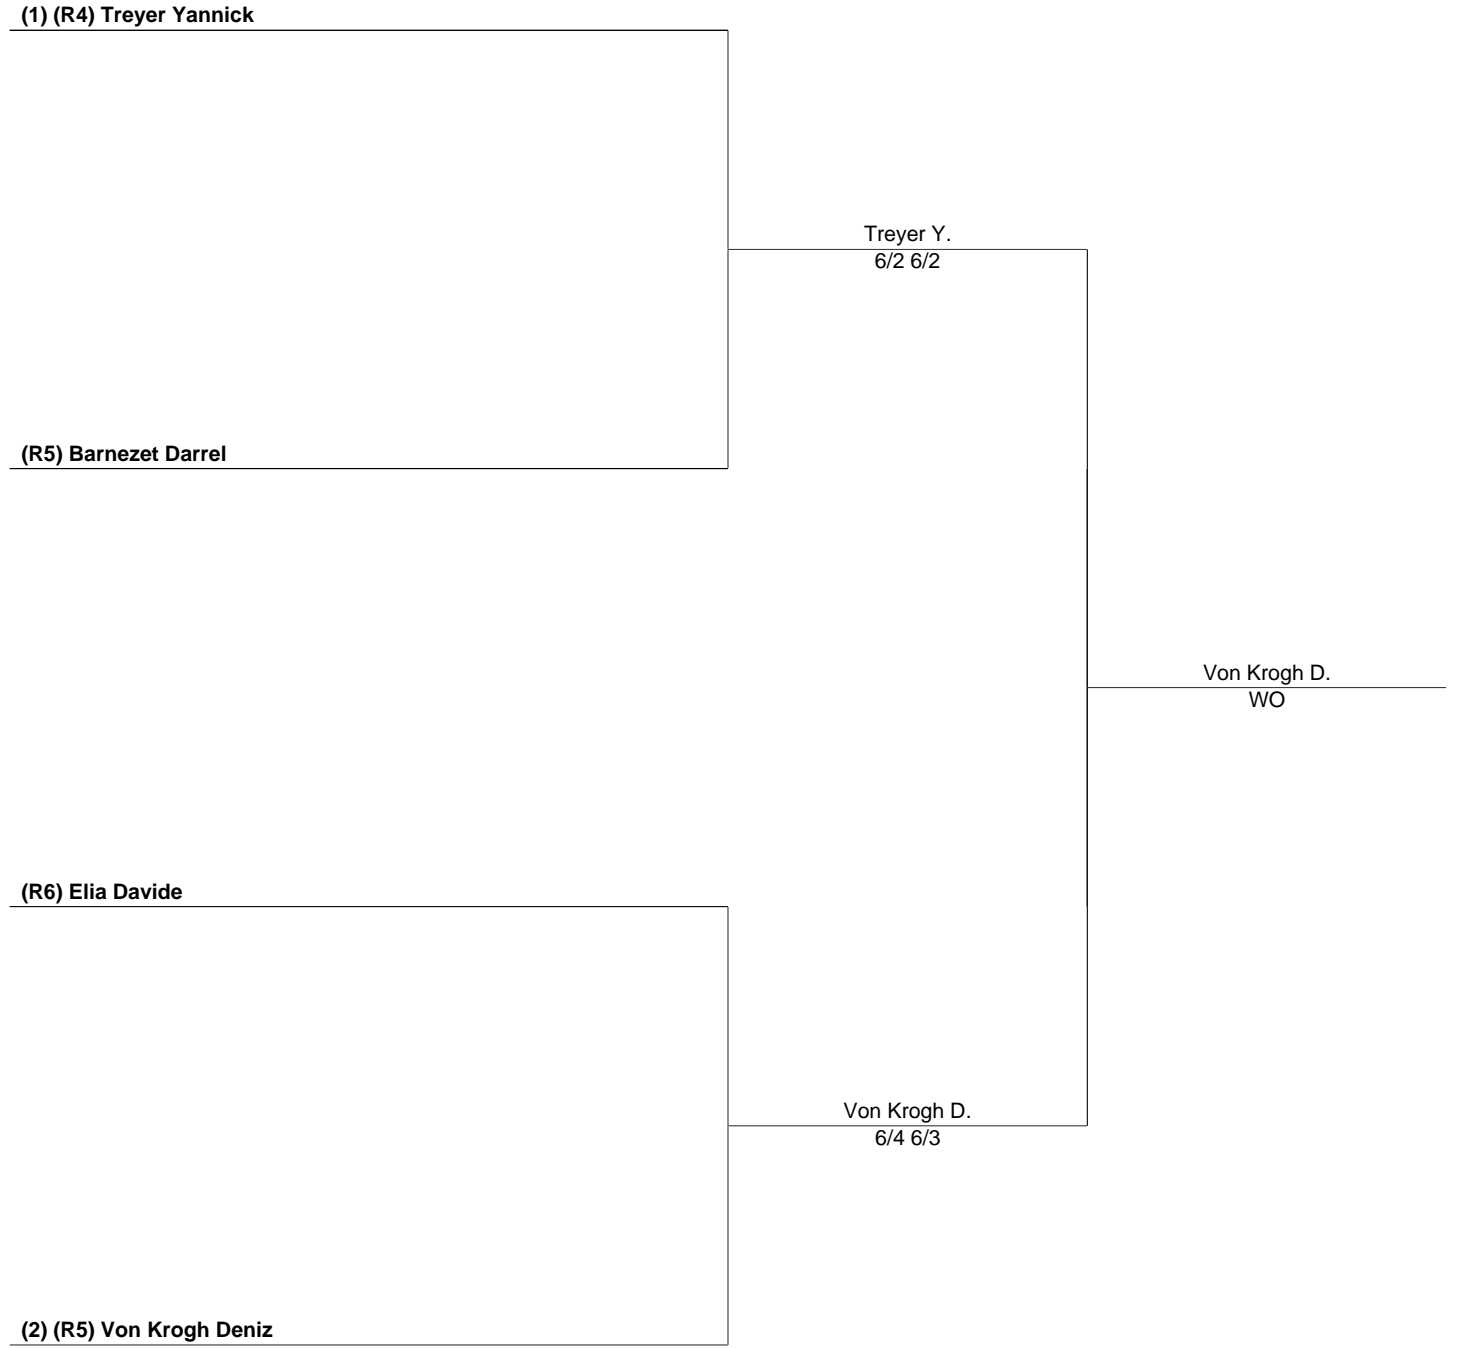 (1) (R4) Treyer Yannick
Treyer Y.
6/2 6/2
(R5) Barnezet Darrel
Von Krogh D.
WO
(R6) Elia Davide
Von Krogh D.
6/4 6/3
(2) (R5) Von Krogh Deniz